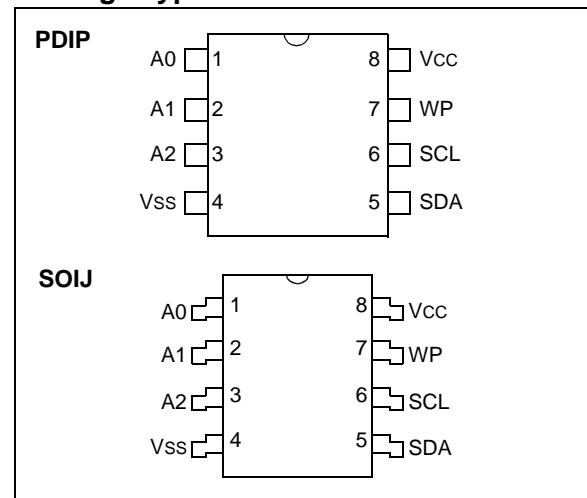 PDIP
A0 1 8 Vcc
A1 2 7 WP
A2 3 6 SCL
Vss 4 5 SDA
SOIJ
A0 1 8 Vcc
A1 2 7 WP
A2 3 6 SCL
Vss 4 5 SDA